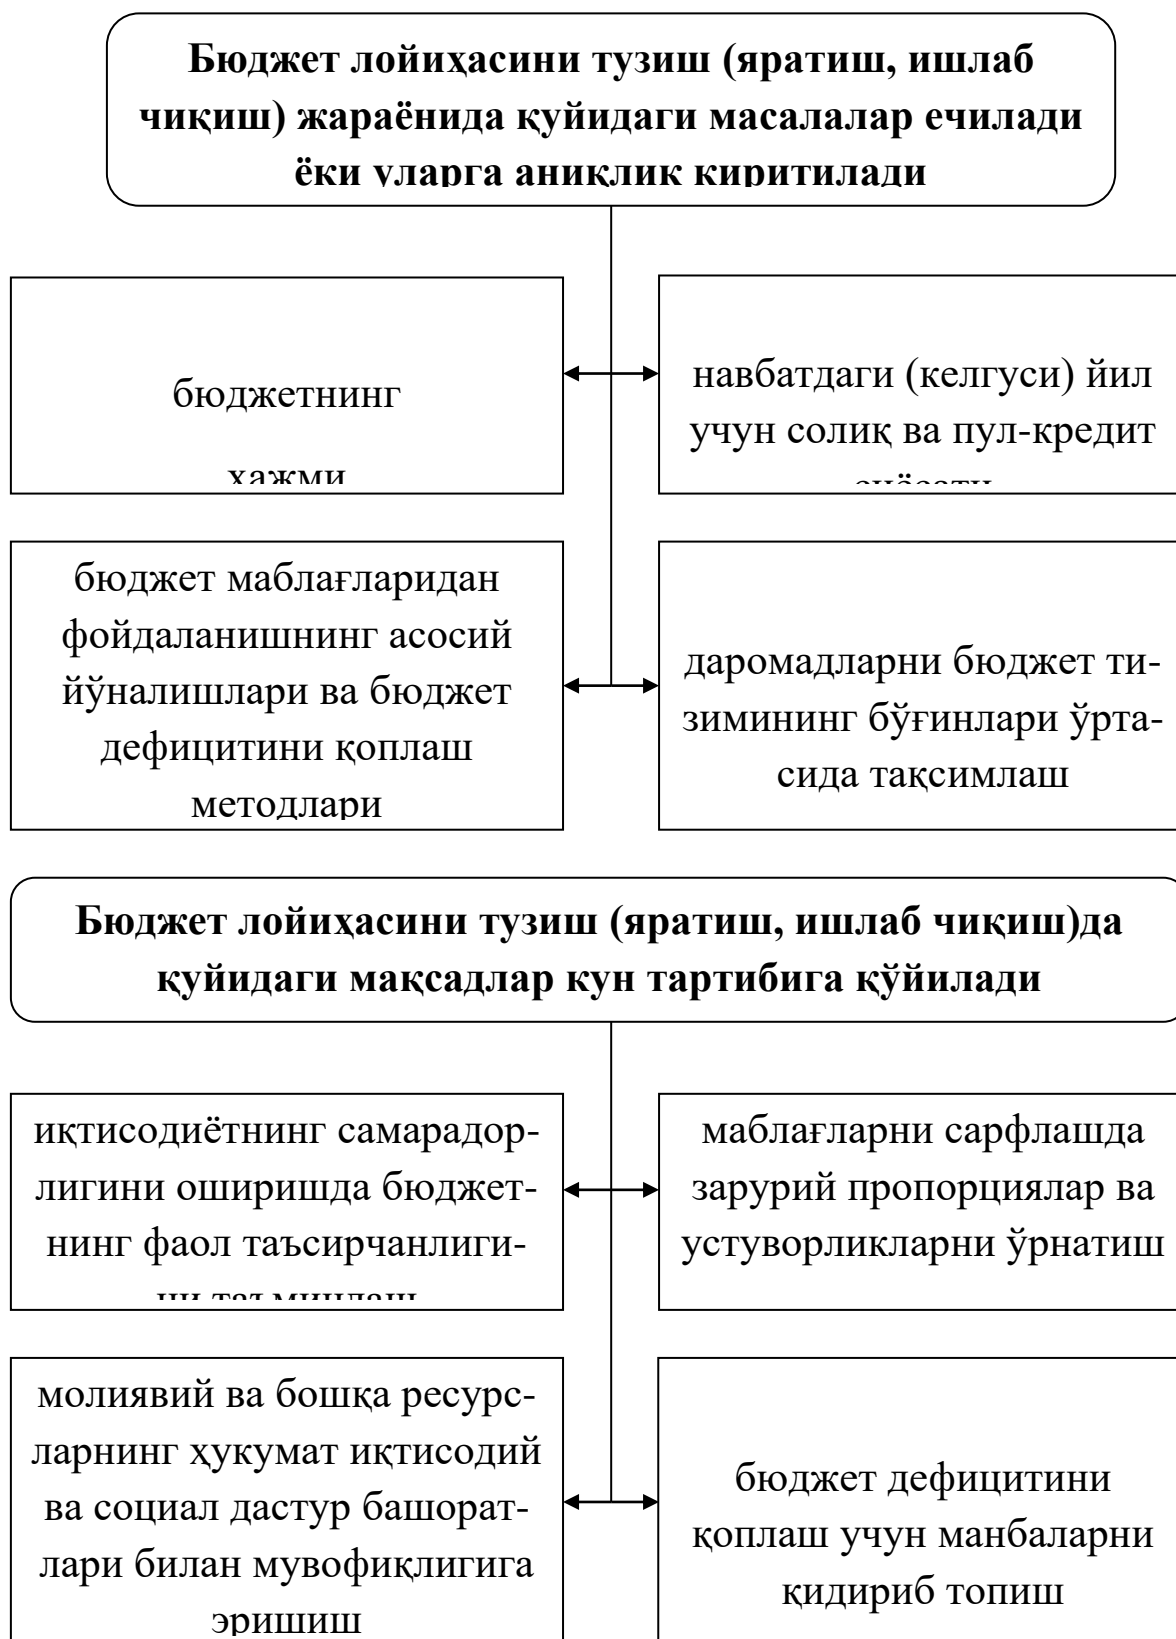 Бюджет лойиҳасини тузиш (яратиш, ишлаб
чиқиш) жараёнида қуйидаги масалалар ечилади
ёки уларга аниқлик киритилади
бюджетнинг
ҳажми
навбатдаги (келгуси) йил
учун солиқ ва пул-кредит
сиёсати
бюджет маблағларидан
фойдаланишнинг асосий
йўналишлари ва бюджет
дефицитини қоплаш
методлари
даромадларни бюджет ти-
зимининг бўғинлари ўрта-
сида тақсимлаш
Бюджет лойиҳасини тузиш (яратиш, ишлаб чиқиш)да
қуйидаги мақсадлар кун тартибига қўйилади
иқтисодиётнинг самарадор-
лигини оширишда бюджет-
нинг фаол таъсирчанлиги-
ни таъминлаш
маблағларни сарфлашда
зарурий пропорциялар ва
устуворликларни ўрнатиш
молиявий ва бошқа ресурс-
ларнинг ҳукумат иқтисодий
ва социал дастур башорат-
лари билан мувофиқлигига
эришиш
бюджет дефицитини
қоплаш учун манбаларни
қидириб топиш